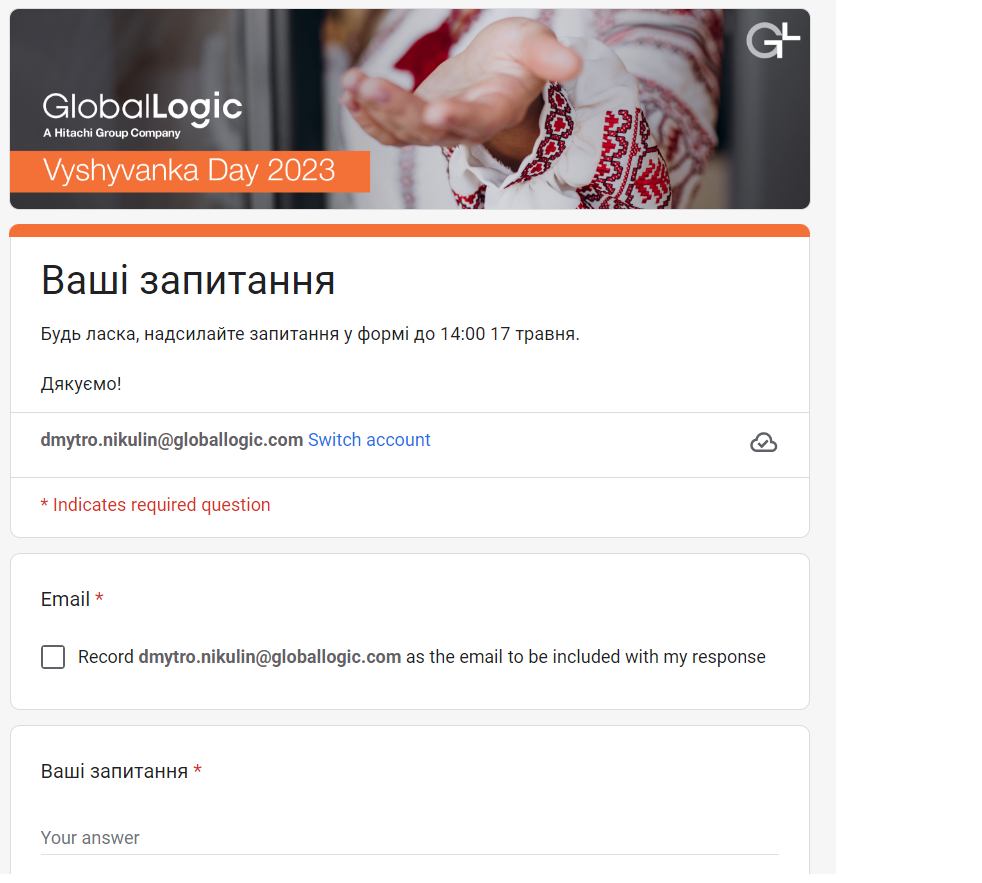 GL
GlobalLogic
A Hitachi Group Company
Vyshyvanka Day 2023
Ваші запитання
Будь ласка, надсилайте запитання у формі до 14:00 17 травня.
Дякуємо!
dmytro.nikulin@globallogic.com Switch account
* Indicates required question
Email *
Record dmytro.nikulin@globallogic.com as the email to be included with my response
Ваші запитання *
Your answer